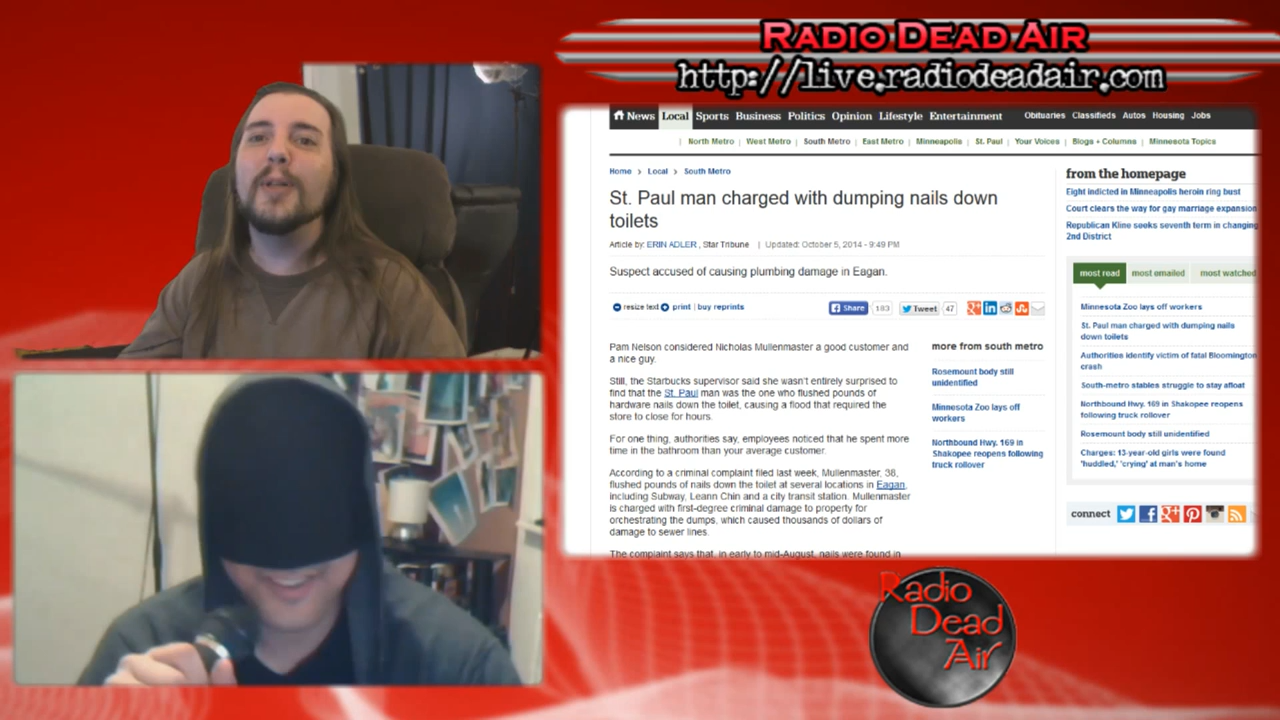 Radio Dead Air
http://live.radiodeadair.com
News Local Sports Business Politics Opinion Lifestyle Entertainment Obituaries Classifieds Autos Housing Jobs
| North Metro | West Metro | South Metro | East Metro | Minneapolis | St. Paul | Your Voices | Blogs + Columns | Minnesota Topics
Home > Local > South Metro
St. Paul man charged with dumping nails down
toilets
Article by: ERIN ADLER , Star Tribune | Updated: October 5, 2014 - 9:49 PM
Suspect accused of causing plumbing damage in Eagan.
resize text print | buy reprints
Share 183 Tweet 47
Pam Nelson considered Nicholas Mullenmaster a good customer and
a nice guy.
Still, the Starbucks supervisor said she wasn't entirely surprised to
find that the St. Paul man was the one who flushed pounds of
hardware nails down the toilet, causing a flood that required the
store to close for hours.
For one thing, authorities say, employees noticed that he spent more
time in the bathroom than your average customer.
According to a criminal complaint filed last week, Mullenmaster, 38,
flushed pounds of nails down the toilet at several locations in Eagan,
including Subway, Leann Chin and a city transit station. Mullenmaster
is charged with first-degree criminal damage to property for
orchestrating the dumps, which caused thousands of dollars of
damage to sewer lines.
The complaint says that, in early to mid-August, nails were found in
more from south metro
Rosemount body still
unidentified
Minnesota Zoo lays off
workers
Northbound Hwy. 169 in
Shakopee reopens following
truck rollover
from the homepage
Eight indicted in Minneapolis heroin ring bust
Court clears the way for gay marriage expansion
Republican Kline seeks seventh term in changing
2nd District
most read most emailed most watched
Minnesota Zoo lays off workers
St. Paul man charged with dumping nails
down toilets
Authorities identify victim of fatal Bloomington
crash
South-metro stables struggle to stay afloat
Northbound Hwy. 169 in Shakopee reopens
following truck rollover
Rosemount body still unidentified
Charges: 13-year-old girls were found
'huddled,' 'crying' at man's home
connect
Radio
Dead
Air